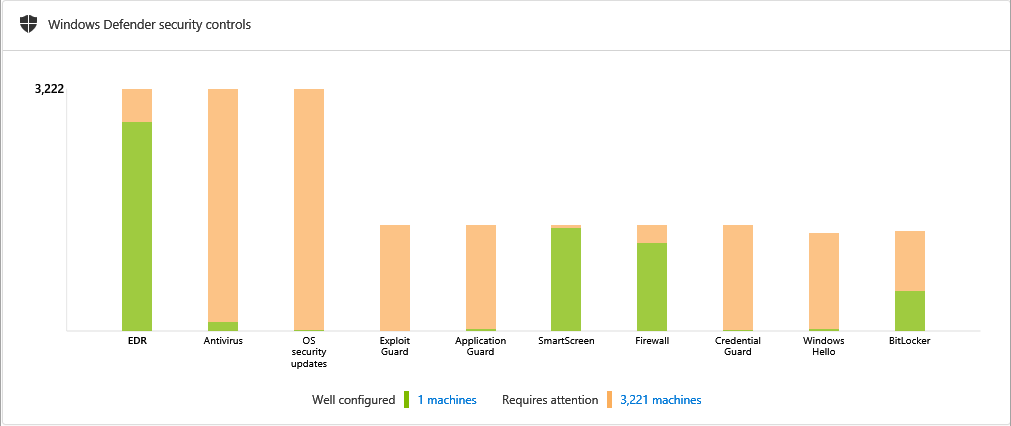 Windows Defender security controls
3,222
EDR
Antivirus
OS
security
updates
Exploit
Guard
Application
Guard
SmartScreen
Firewall
Credential
Guard
Windows
Hello
BitLocker
Well configured 1 machines Requires attention 3,221 machines